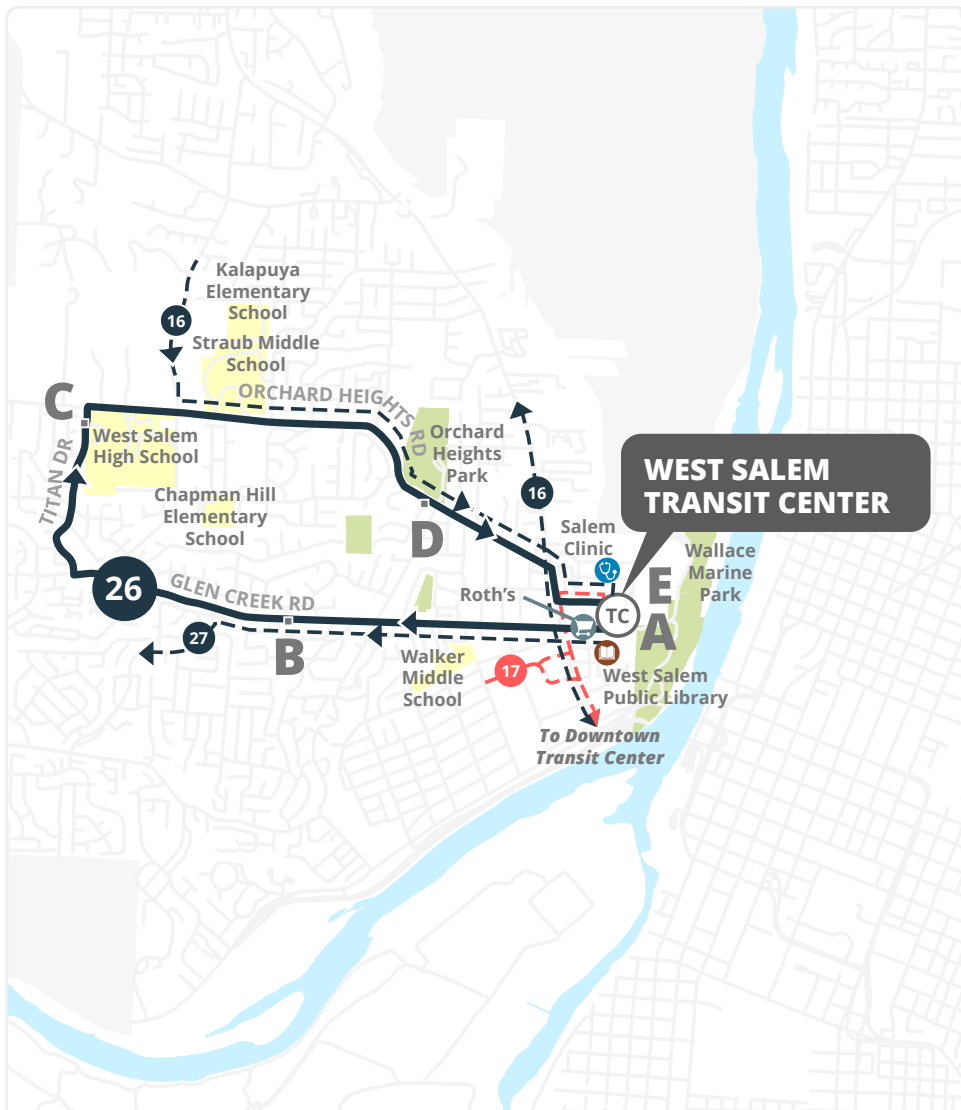 Kalapuya
Elementary
School
16
Straub Middle
School
ORCHARD HEIGHTS RD
C
West Salem
High School
TITAN DR
Chapman Hill
Elementary
School
Orchard
Heights
Park
D
16
WEST SALEM
TRANSIT CENTER
Salem
Clinic
Wallace
Marine
Park
E
A
TC
Roth's
26
GLEN CREEK RD
27
B
Walker
Middle
School
17
West Salem
Public Library
To Downtown
Transit Center